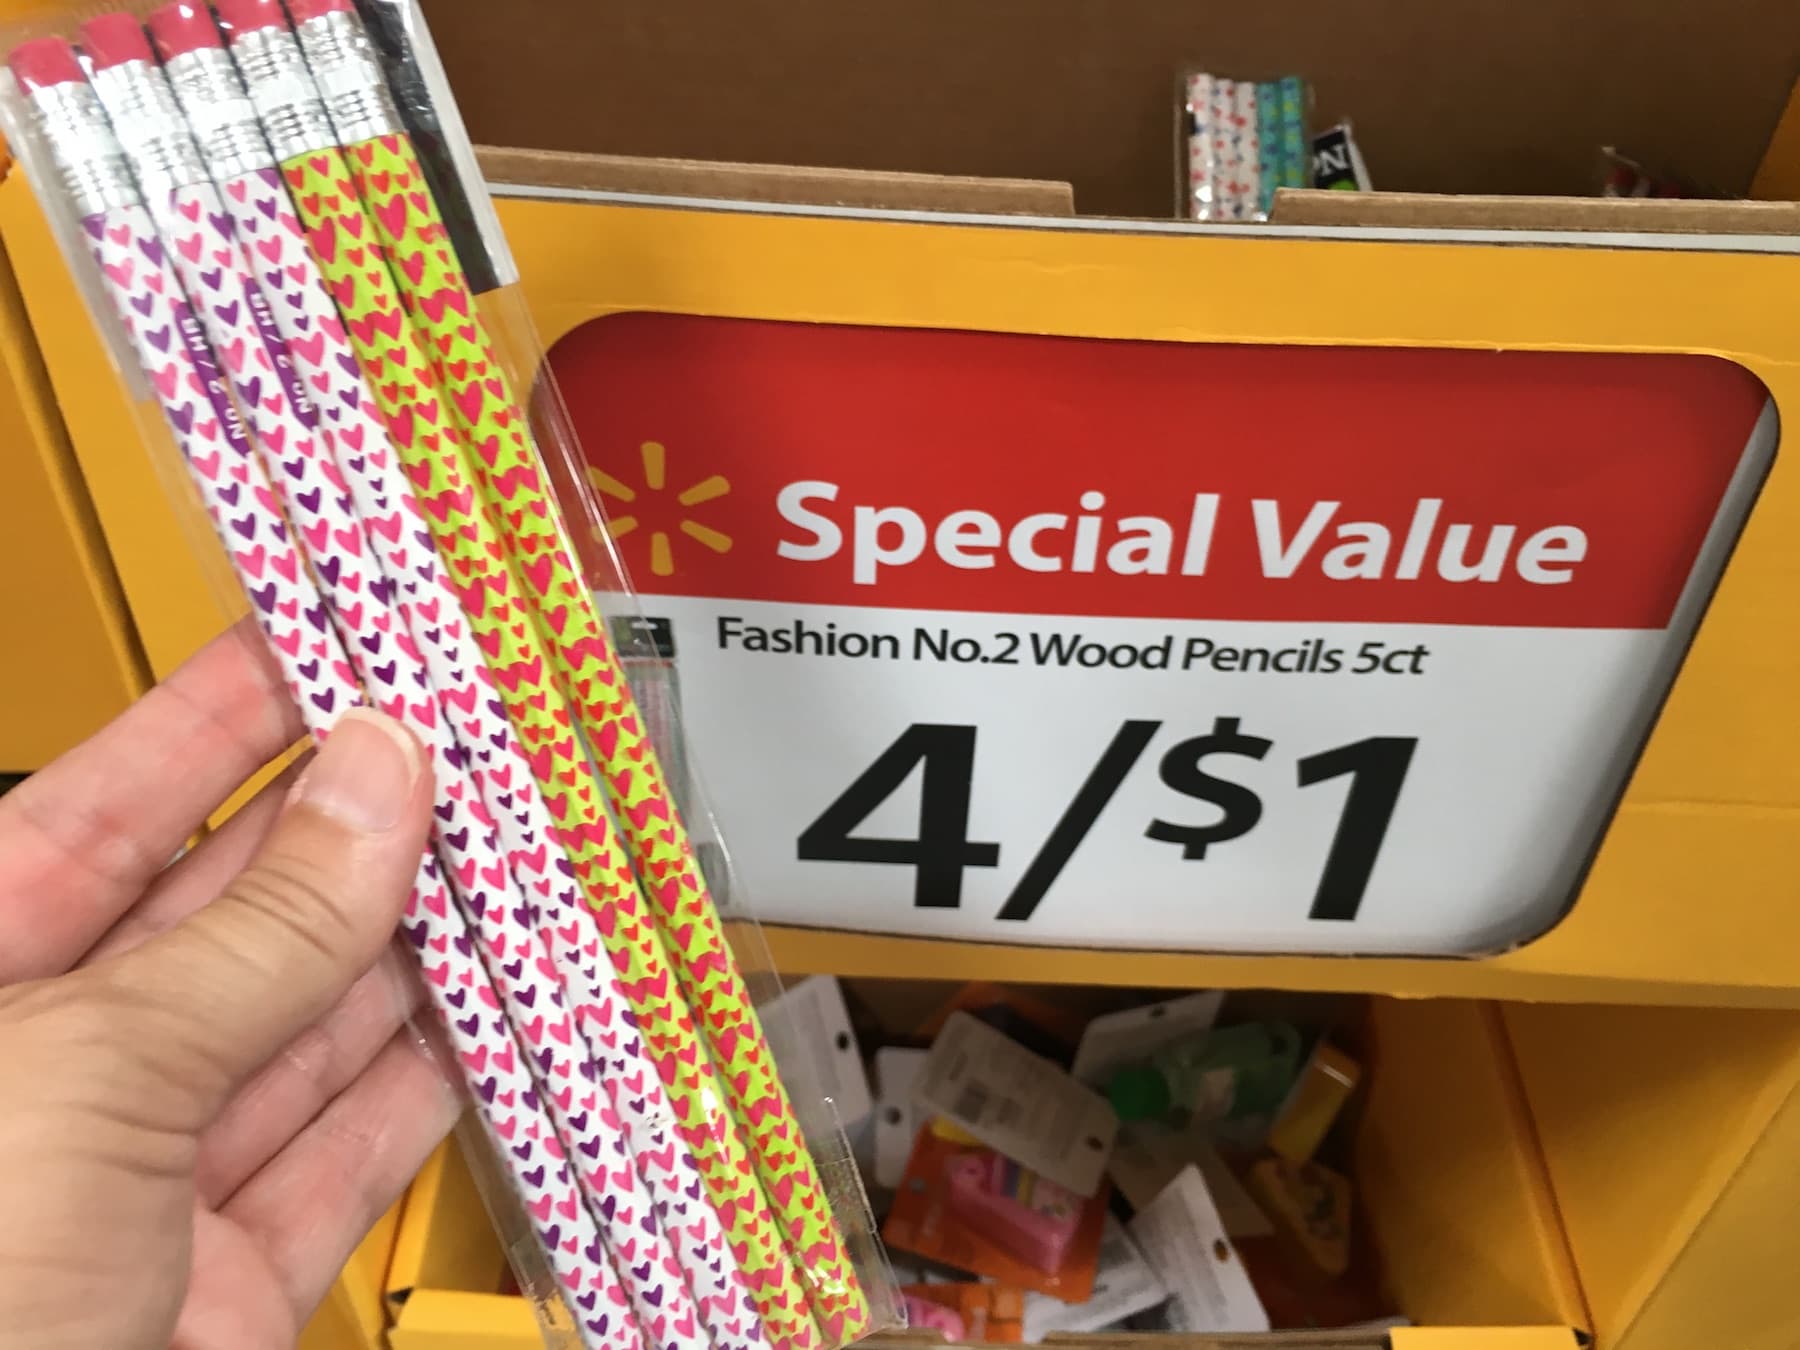 NO. 2 / HB
NO. 2 / HB
Special Value
Fashion No.2 Wood Pencils 5ct
4/$1